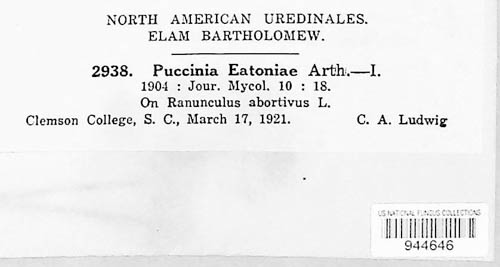 NORTH AMERICAN UREDINALES.
ELAM BARTHOLOMEW.
2938. Puccinia Eatoniae Arth.—I.
1904 : Jour. Mycol. 10 : 18.
On Ranunculus abortivus L.
Clemson College, S. C., March 17, 1921. C. A. Ludwig
US NATIONAL FUNGUS COLLECTIONS
944646